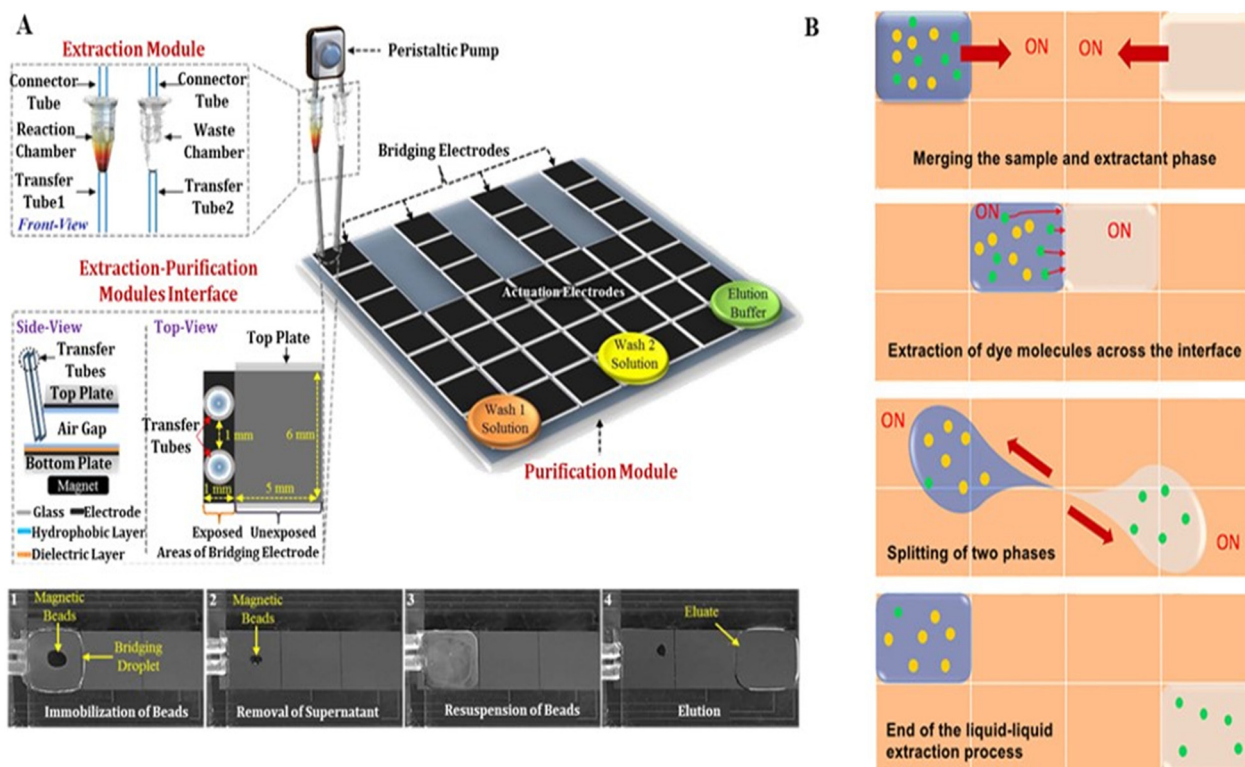 A
Extraction Module
Connector
Tube
Connector
Tube
Reaction
Chamber
Waste
Chamber
Transfer
Tube1
Transfer
Tube2
Front-View
Peristaltic Pump
Bridging Electrodes
Actuation Electrodes
Elution
Buffer
Wash 2
Solution
Wash 1
Solution
Purification Module
Extraction-Purification
Modules Interface
Side-View
Transfer
Tubes
Top Plate
Air Gap
Bottom Plate
Magnet
Glass
Electrode
Hydrophobic Layer
Dielectric Layer
Top-View
Top Plate
Transfer
Tubes
1 mm
6 mm
1 mm
5 mm
Exposed
Unexposed
Areas of Bridging Electrode
1
Magnetic
Beads
Bridging
Droplet
Immobilization of Beads
2
Magnetic
Beads
Removal of Supernatant
3
Resuspension of Beads
4
Eluate
Elution
B
ON
ON
Merging the sample and extractant phase
ON
ON
Extraction of dye molecules across the interface
ON
ON
Splitting of two phases
End of the liquid-liquid
extraction process